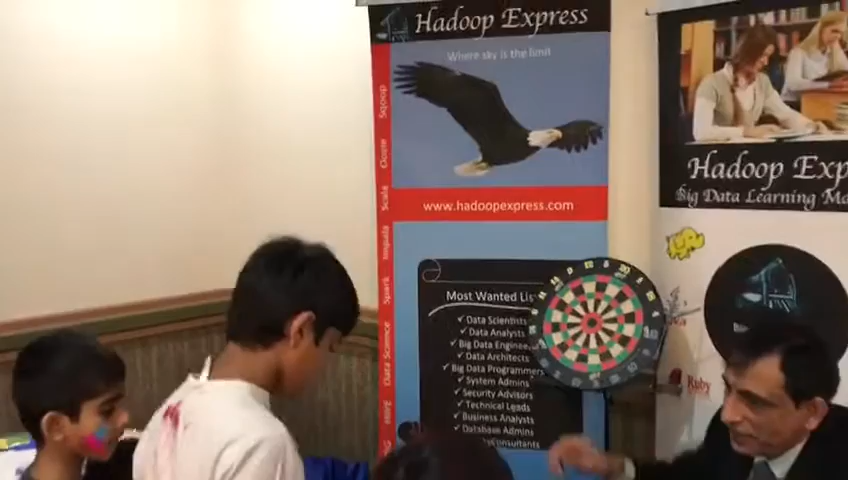 Hadoop Express
Where sky is the limit
Sqoop
Oozie
Scala
Impala
Spark
Data Science
www.hadoopexpress.com
Most Wanted Lis
Data Scientists
Data Analysts
Big Data Enginee
Data Architects
Big Data Programmers
System Admins
Security Advisors
Technical Leads
Business Analysts
Database Admins
Consultants
Hadoop Exp
Big Data Learning Ma
Ruby